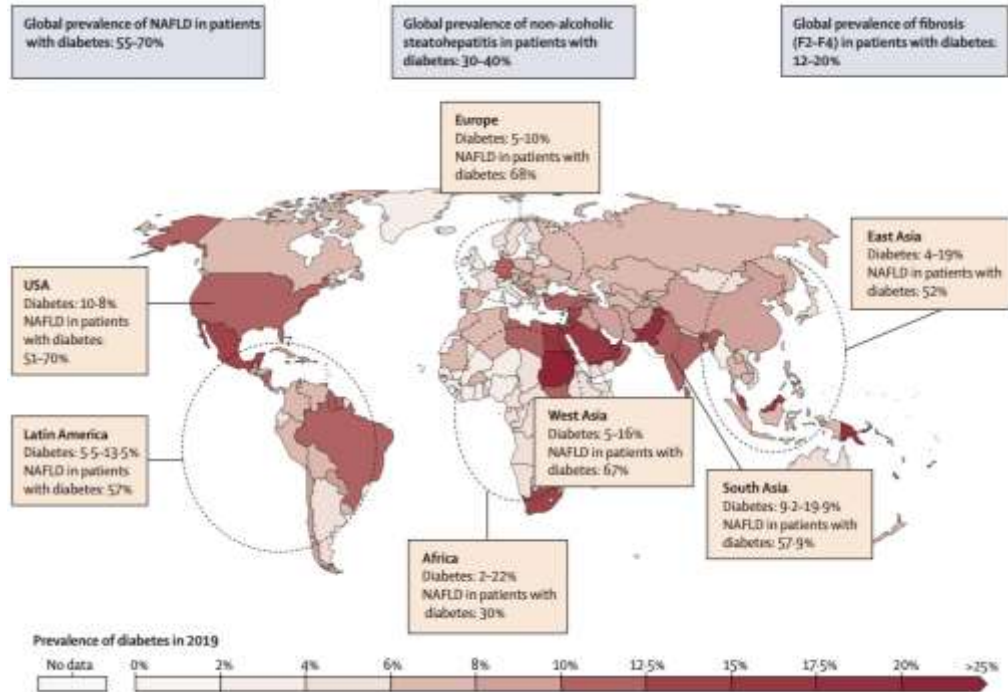 Global prevalence of NAFLD in patients
with diabetes: 55–70%
Global prevalence of non-alcoholic
steatohepatitis in patients with
diabetes: 30–40%
Global prevalence of fibrosis
(F2–F4) in patients with diabetes:
12–20%
Europe
Diabetes: 5–10%
NAFLD in patients with
diabetes: 68%
East Asia
Diabetes: 4–19%
NAFLD in patients with
diabetes: 52%
USA
Diabetes: 10·8%
NAFLD in patients
with diabetes:
51–70%
Latin America
Diabetes: 5·5–13·5%
NAFLD in patients
with diabetes: 57%
West Asia
Diabetes: 5–16%
NAFLD in patients with
diabetes: 67%
South Asia
Diabetes: 9·2–19·9%
NAFLD in patients with
diabetes: 57·9%
Africa
Diabetes: 2–22%
NAFLD in patients with
diabetes: 30%
Prevalence of diabetes in 2019
No data 0% 2% 4% 6% 8% 10% 12·5% 15% 17·5% 20% >25%